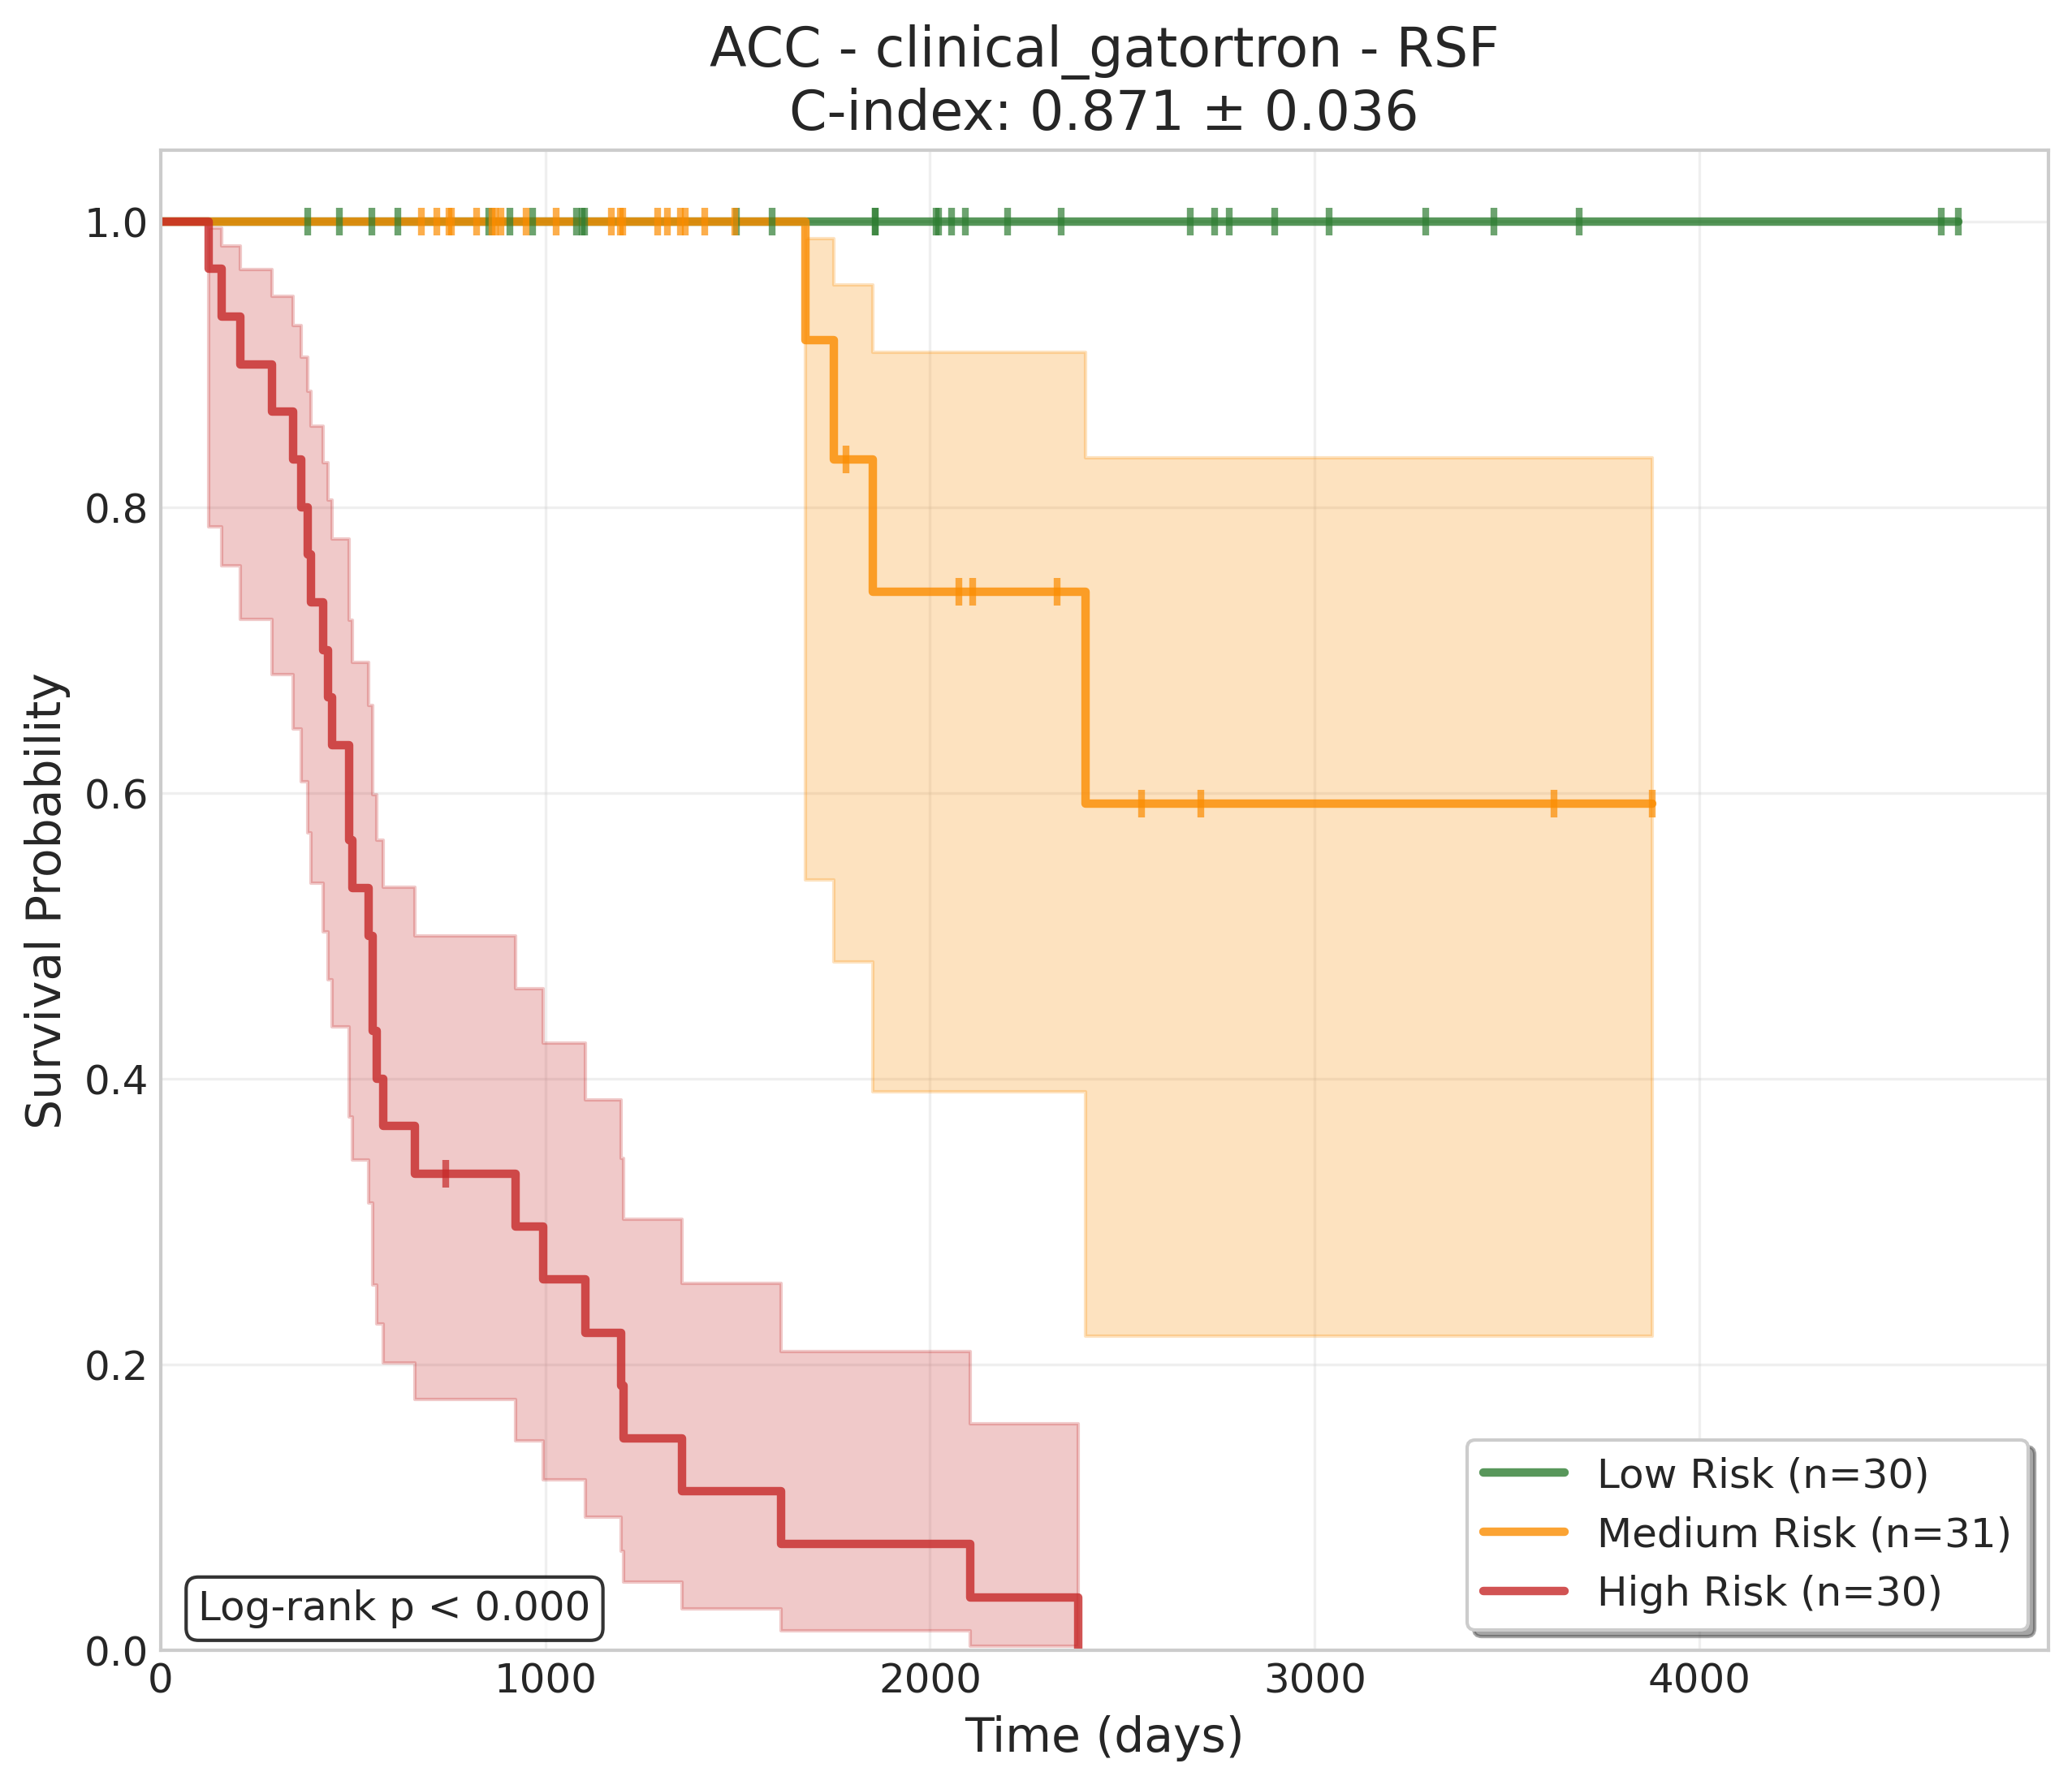 ACC - clinical_gatortron - RSF
C-index: 0.871 ± 0.036
Survival Probability
1.0
0.8
0.6
0.4
0.2
0.0
0
1000
2000
3000
4000
Time (days)
Log-rank p < 0.000
Low Risk (n=30)
Medium Risk (n=31)
High Risk (n=30)